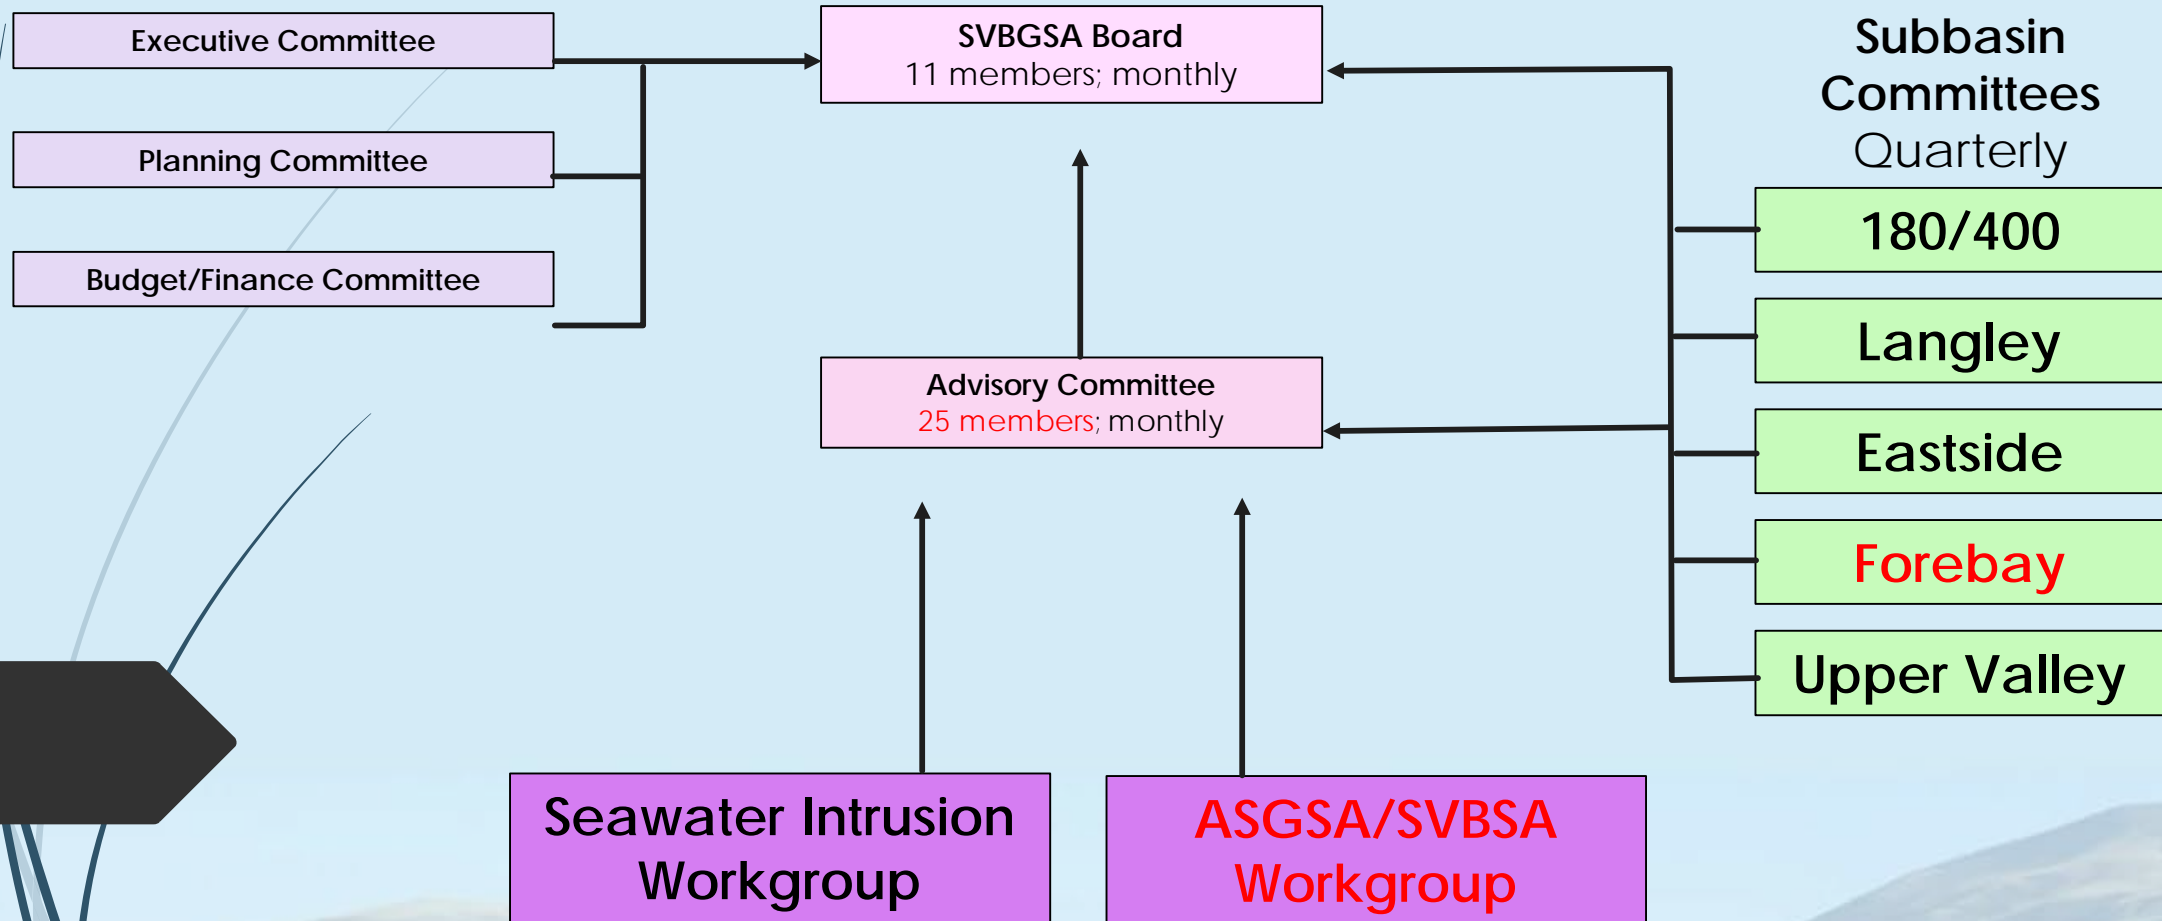 Executive Committee
Planning Committee
Budget/Finance Committee
SVBGSA Board
11 members; monthly
Advisory Committee
25 members; monthly
Subbasin
Committees
Quarterly
180/400
Langley
Eastside
Forebay
Upper Valley
Seawater Intrusion
Workgroup
ASGSA/SVBSA
Workgroup